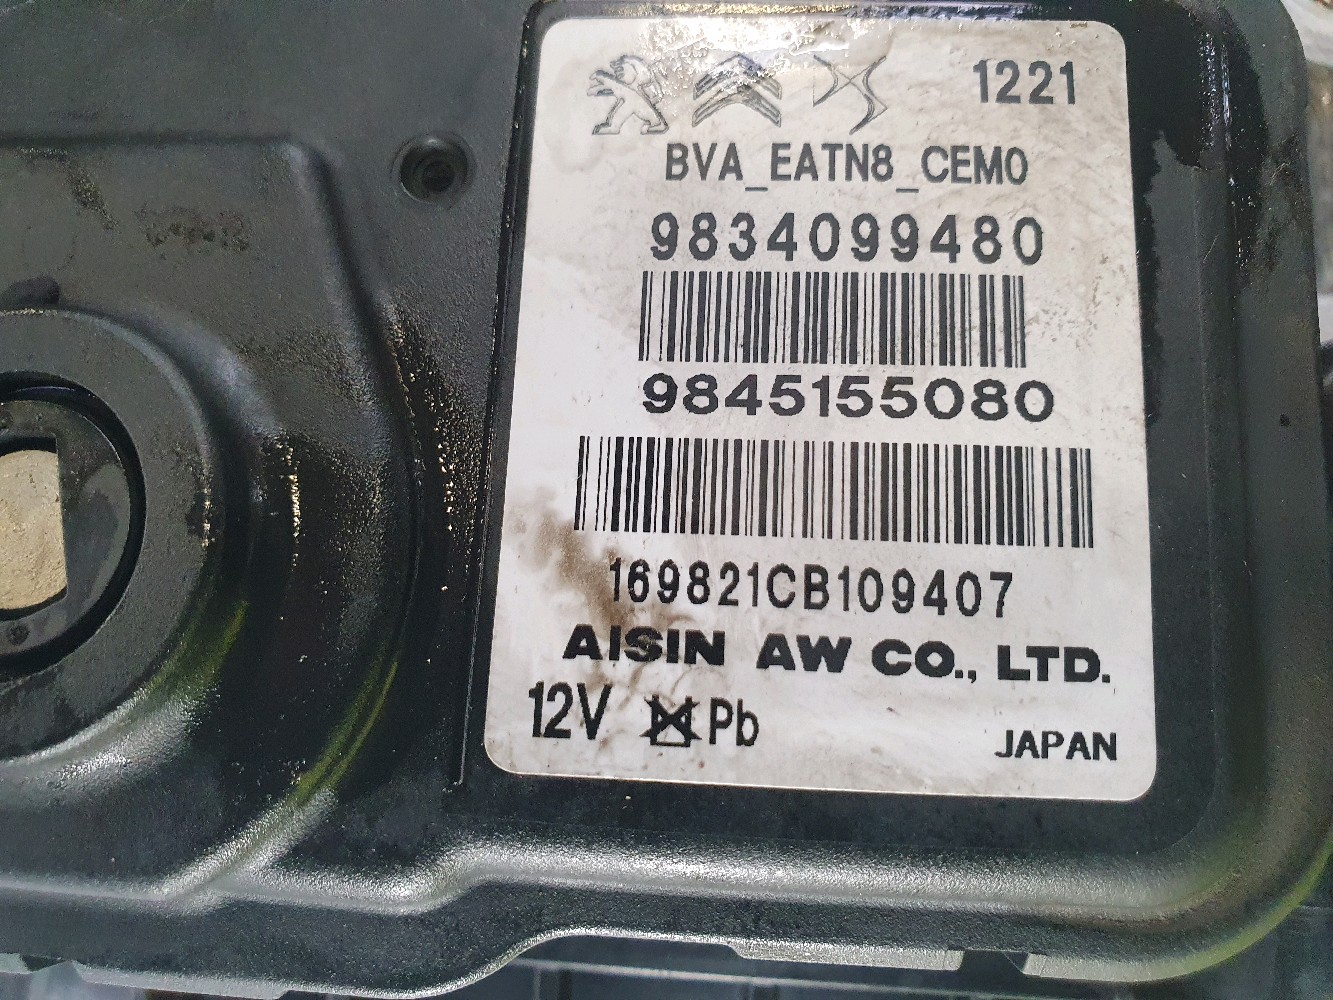 1221
BVA_EATN8_CEM0
9834099480
9845155080
169821CB109407
AISIN AW CO., LTD.
12V Pb
JAPAN